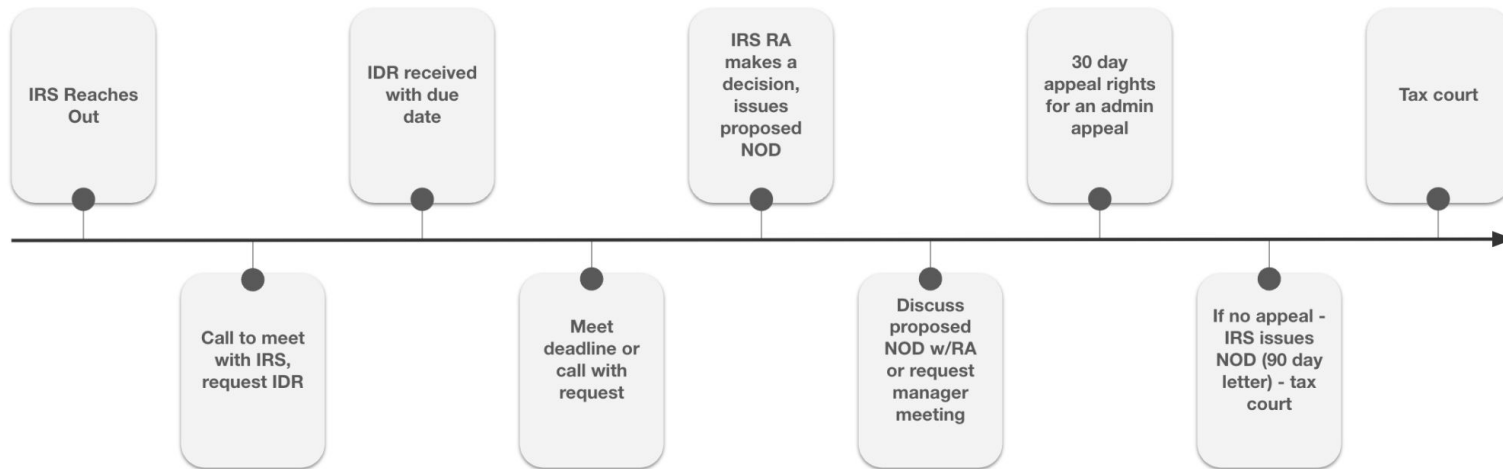 IRS Reaches
Out
Call to meet
with IRS,
request IDR
IDR received
with due
date
Meet
deadline or
call with
request
IRS RA
makes a
decision,
issues
proposed
NOD
Discuss
proposed
NOD w/RA
or request
manager
meeting
30 day
appeal rights
for an admin
appeal
If no appeal -
IRS issues
NOD (90 day
letter) - tax
court
Tax court